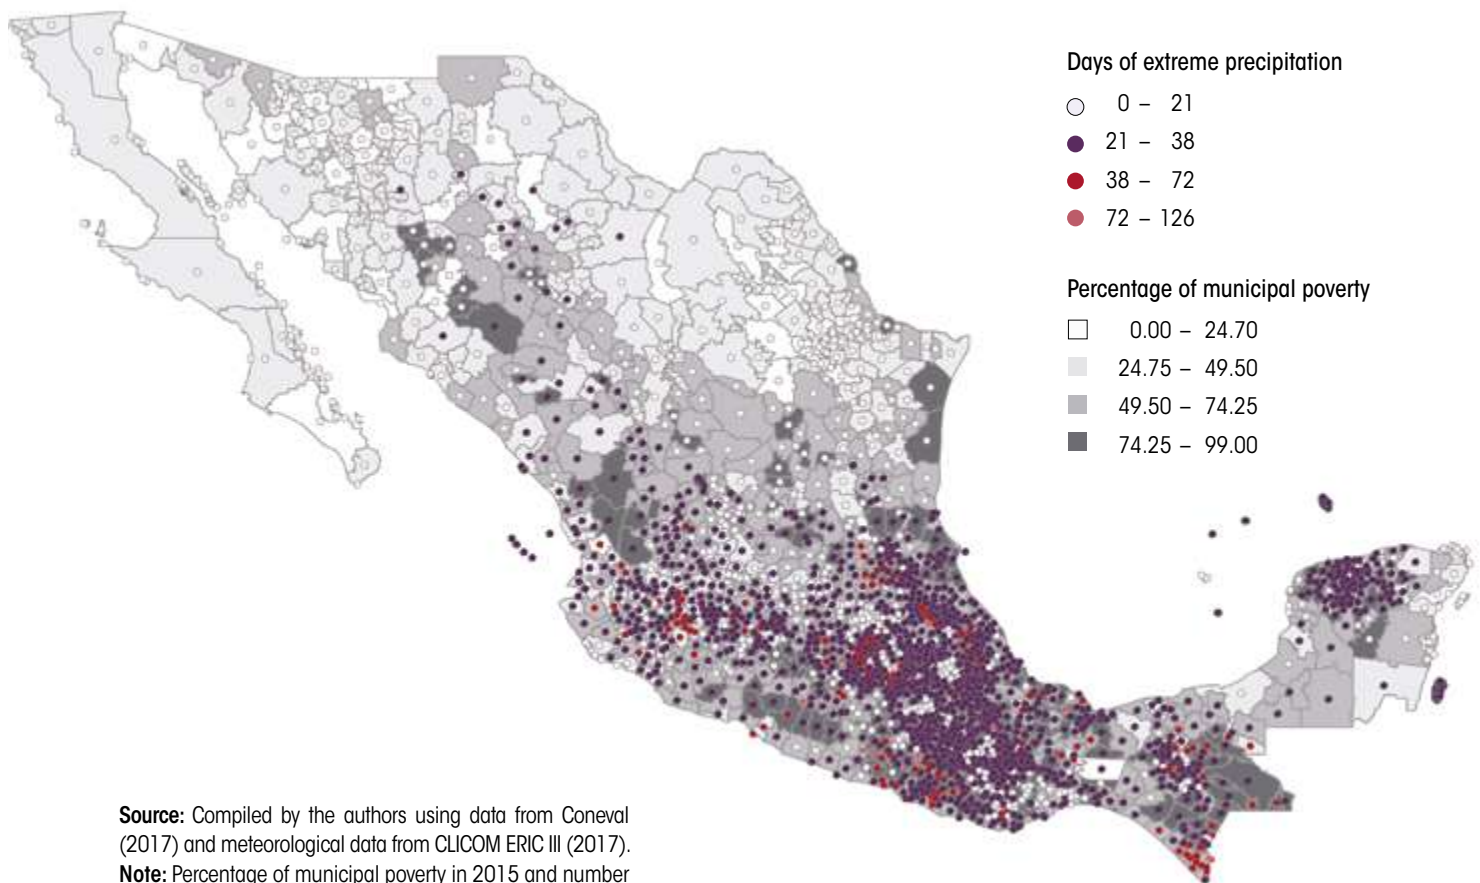 Days of extreme precipitation
0 – 21
21 – 38
38 – 72
72 – 126
Percentage of municipal poverty
0.00 – 24.70
24.75 – 49.50
49.50 – 74.25
74.25 – 99.00
Source: Compiled by the authors using data from Coneval
(2017) and meteorological data from CLICOM ERIC III (2017).
Note: Percentage of municipal poverty in 2015 and number